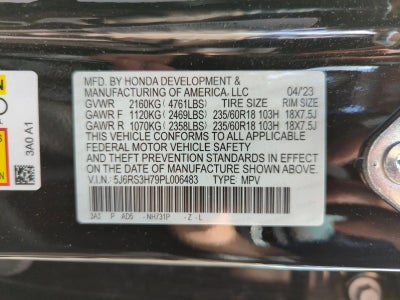 MFD. BY HONDA DEVELOPMENT &
MANUFACTURING OF AMERICA, LLC 04/'23
GVWR 2160KG (4761LBS) TIRE SIZE RIM SIZE
GAWR F 1120KG (2469LBS) 235/60R18 103H 18X7.5J
GAWR R 1070KG (2358LBS) 235/60R18 103H 18X7.5J
THIS VEHICLE CONFORMS TO ALL APPLICABLE
FEDERAL MOTOR VEHICLE SAFETY
AND THEFT PREVENTION STANDARDS IN EFFECT
ON THE DATE OF MANUFACTURE SHOWN ABOVE.
V.I.N. 5J6RS3H79PL006483 TYPE MPV
3A0 P AD5 -NH731P -Z -L
3A0 A1